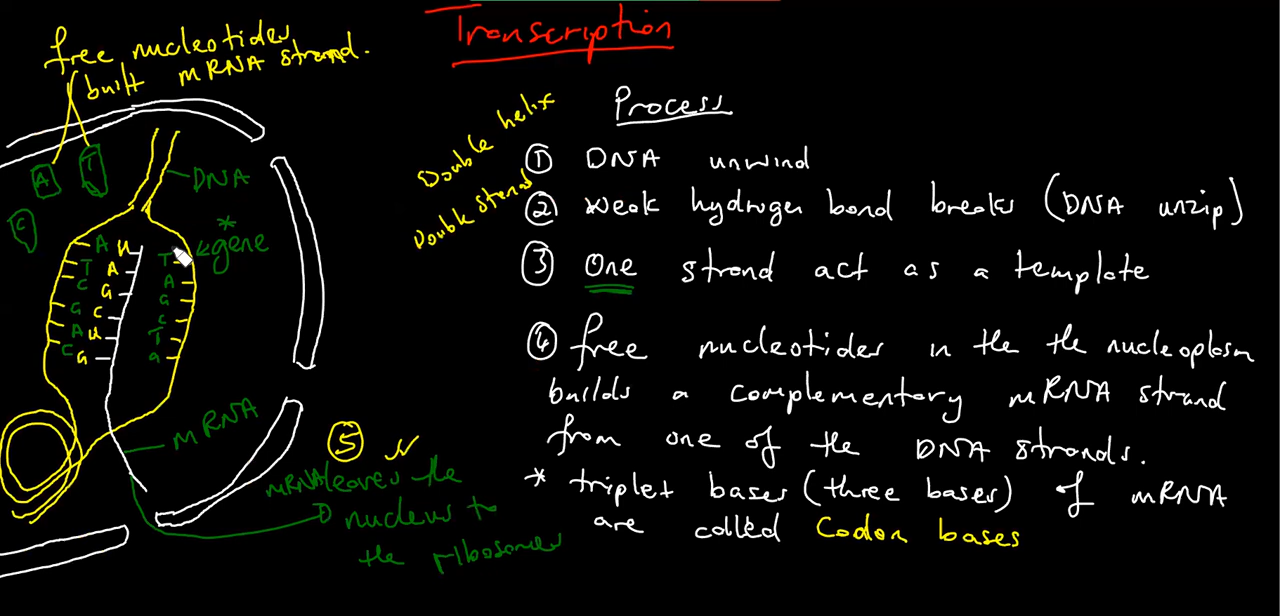 Transcription
free nucleotides
built mRNA strand.
A T
C
DNA
*
gene
A U T
T A A
C G G
G C C
A U T
C G G
mRNA
Double helix
Double strand
Process
① DNA unwind
② weak hydrogen bond breaks (DNA unzip)
③ One strand act as a template
④ free nucleotides in the the nucleoplasm
builds a complementary mRNA strand
from one of the DNA strands.
* triplet bases (three bases) of mRNA
are called Codon bases
⑤
mRNA leaves the
nucleus to
the ribosomes